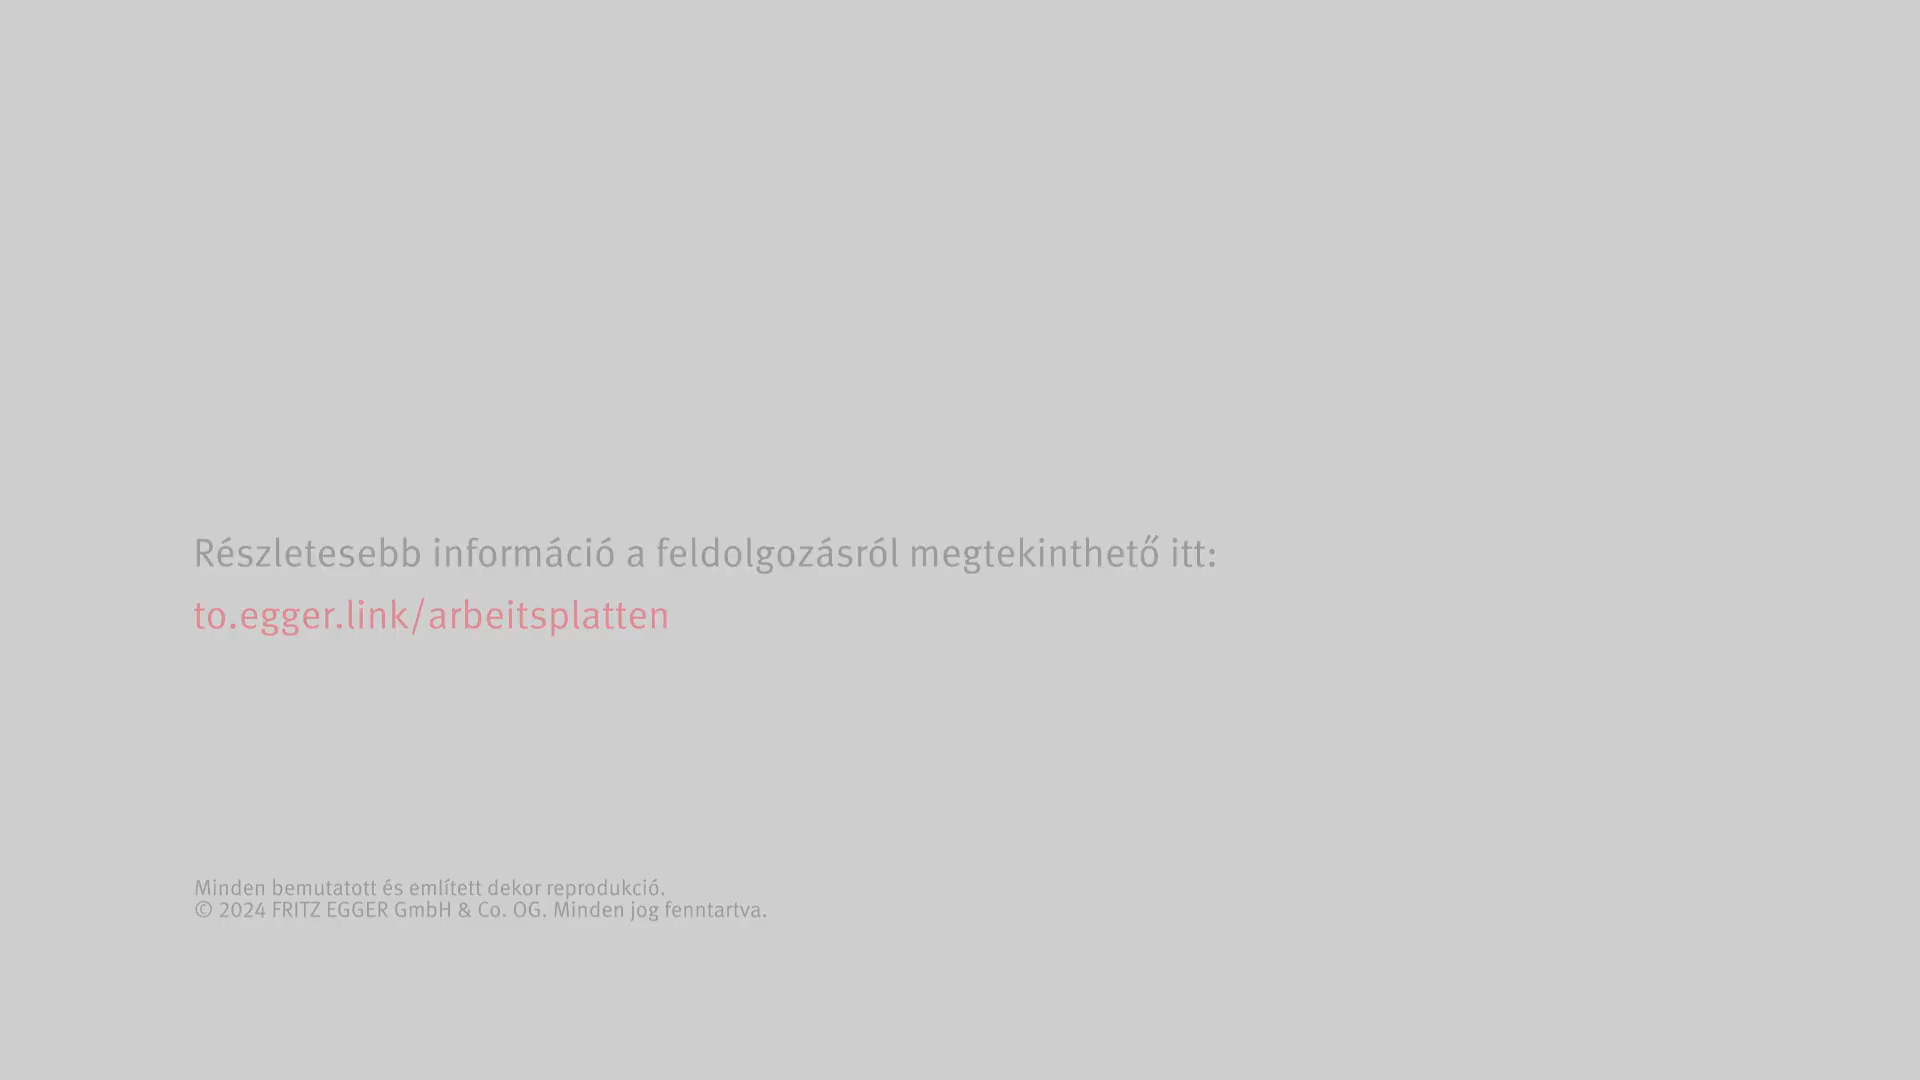 Részletesebb információ a feldolgozásról megtekinthető itt:
to.egger.link/arbeitsplatten
Minden bemutatott és említett dekor reprodukció.
© 2024 FRITZ EGGER GmbH & Co. OG. Minden jog fenntartva.